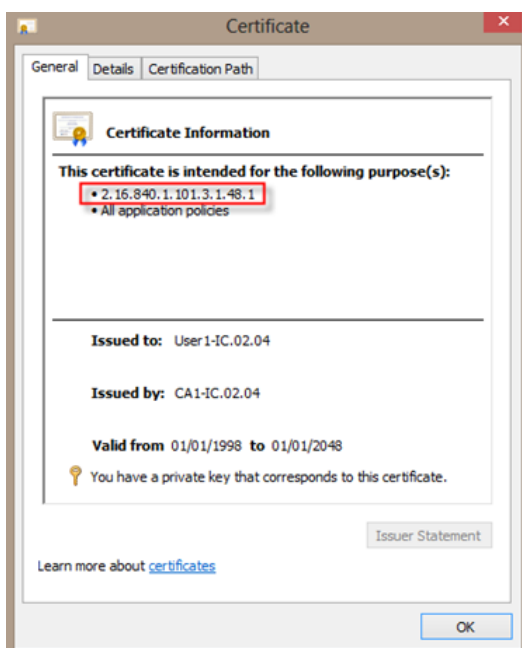 Certificate
General Details Certification Path
Certificate Information
This certificate is intended for the following purpose(s):
• 2.16.840.1.101.3.1.48.1
• All application policies
Issued to: User1-IC.02.04
Issued by: CA1-IC.02.04
Valid from 01/01/1998 to 01/01/2048
You have a private key that corresponds to this certificate.
Issuer Statement
Learn more about certificates
OK